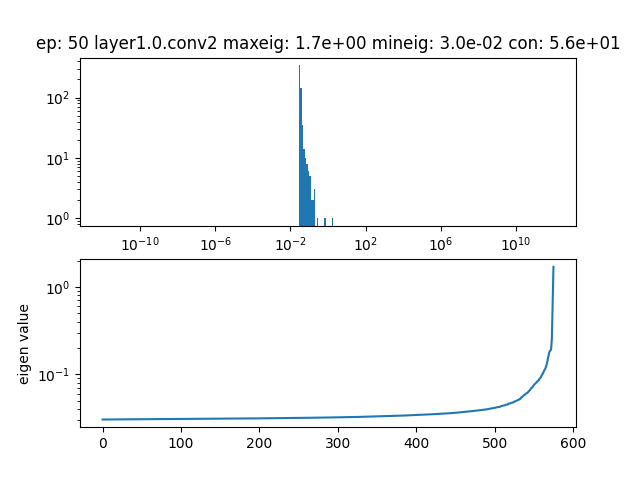 ep: 50 layer1.0.conv2 maxeig: 1.7e+00 mineig: 3.0e-02 con: 5.6e+01
10²
10¹
10⁰
10⁻¹⁰ 10⁻⁶ 10⁻² 10² 10⁶ 10¹⁰
eigen value
10⁰
10⁻¹
0 100 200 300 400 500 600